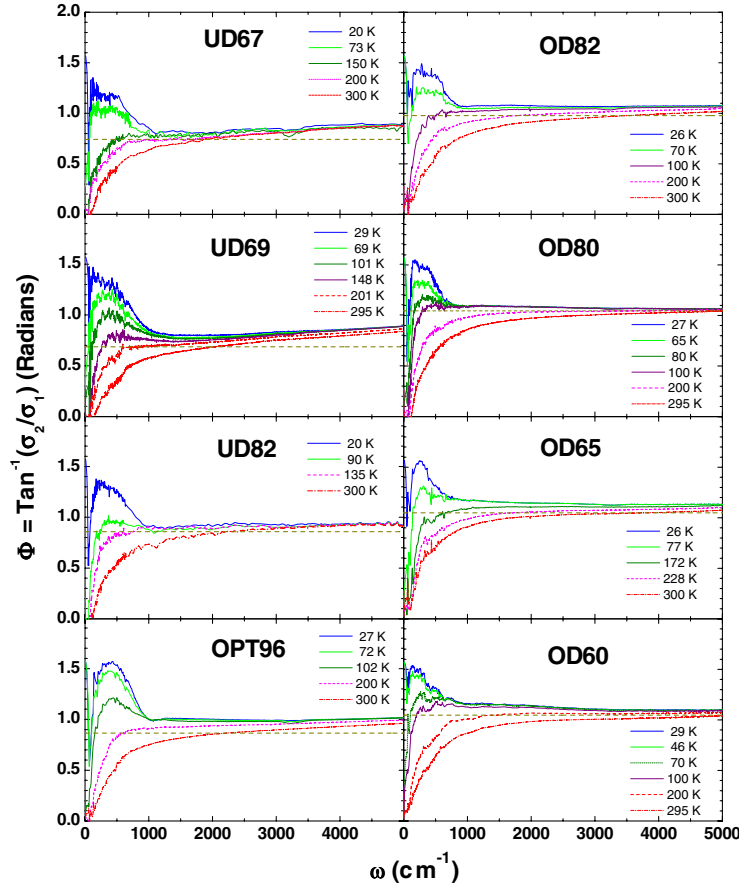 2.0
UD67
20 K
73 K
150 K
200 K
300 K
1.5
1.0
0.5
0.0
OD82
26 K
70 K
100 K
200 K
300 K
UD69
29 K
69 K
101 K
148 K
201 K
295 K
1.5
1.0
0.5
0.0
OD80
27 K
65 K
80 K
100 K
200 K
295 K
UD82
20 K
90 K
135 K
300 K
1.5
1.0
0.5
0.0
OD65
26 K
77 K
172 K
228 K
300 K
OPT96
27 K
72 K
102 K
200 K
300 K
1.5
1.0
0.5
0.0
OD60
29 K
46 K
70 K
100 K
200 K
295 K
0 1000 2000 3000 4000
0 1000 2000 3000 4000 5000
Φ = Tan⁻¹(σ₂/σ₁) (Radians)
ω (cm⁻¹)